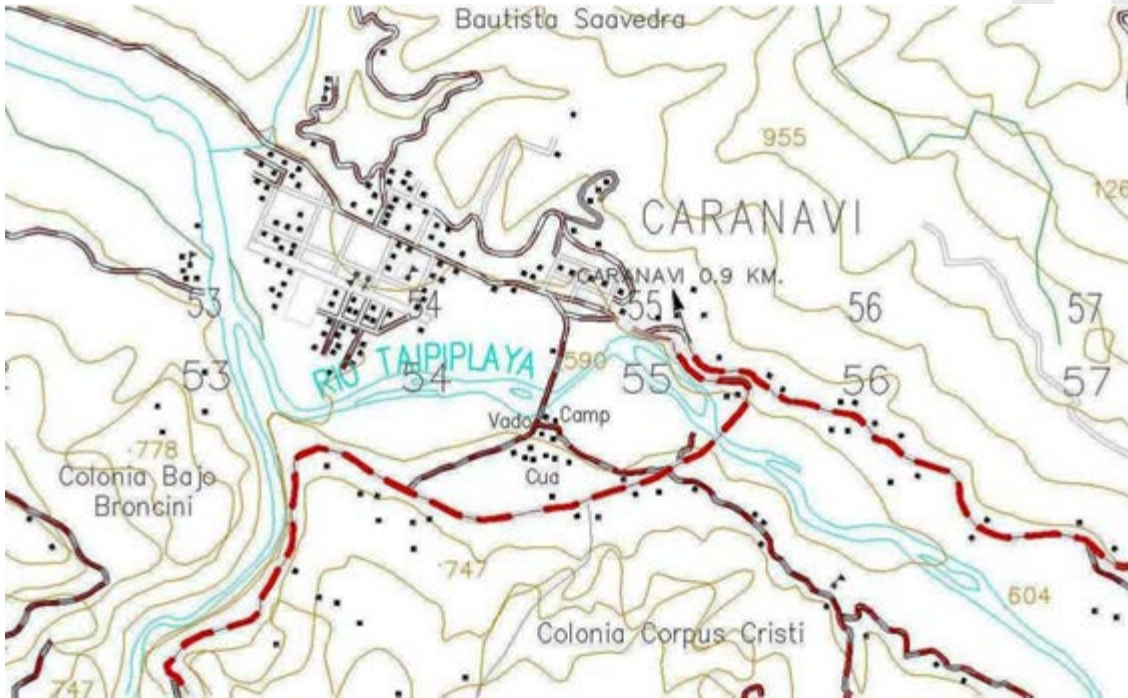 Bautista Saavedra
955
126
CARANAVI
CARANAVI 0.9 KM.
53
54
55
56
57
RIO TAIPIPLAYA
590
53
54
55
56
57
Vado
Camp
778
Colonia Bajo
Broncini
Cua
747
604
Colonia Corpus Cristi
747